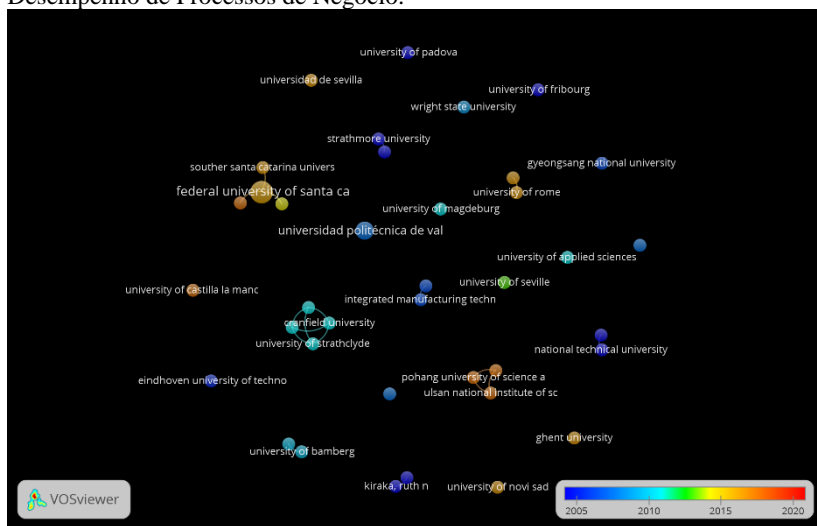 Desempenho de Processos de Negócio.
university of padova
universidad de sevilla
university of fribourg
wright state university
strathmore university
souther santa catarina univers
gyeongsang national university
federal university of santa ca
university of rome
university of magdeburg
universidad politécnica de val
university of applied sciences
university of castilla la manc
integrated manufacturing techn
university of seville
cranfield university
university of strathclyde
national technical university
eindhoven university of techno
pohang university of science a
ulsan national institute of sc
ghent university
university of bamberg
kiraka, ruth n
university of novi sad
VOSviewer
2005 2010 2015 2020